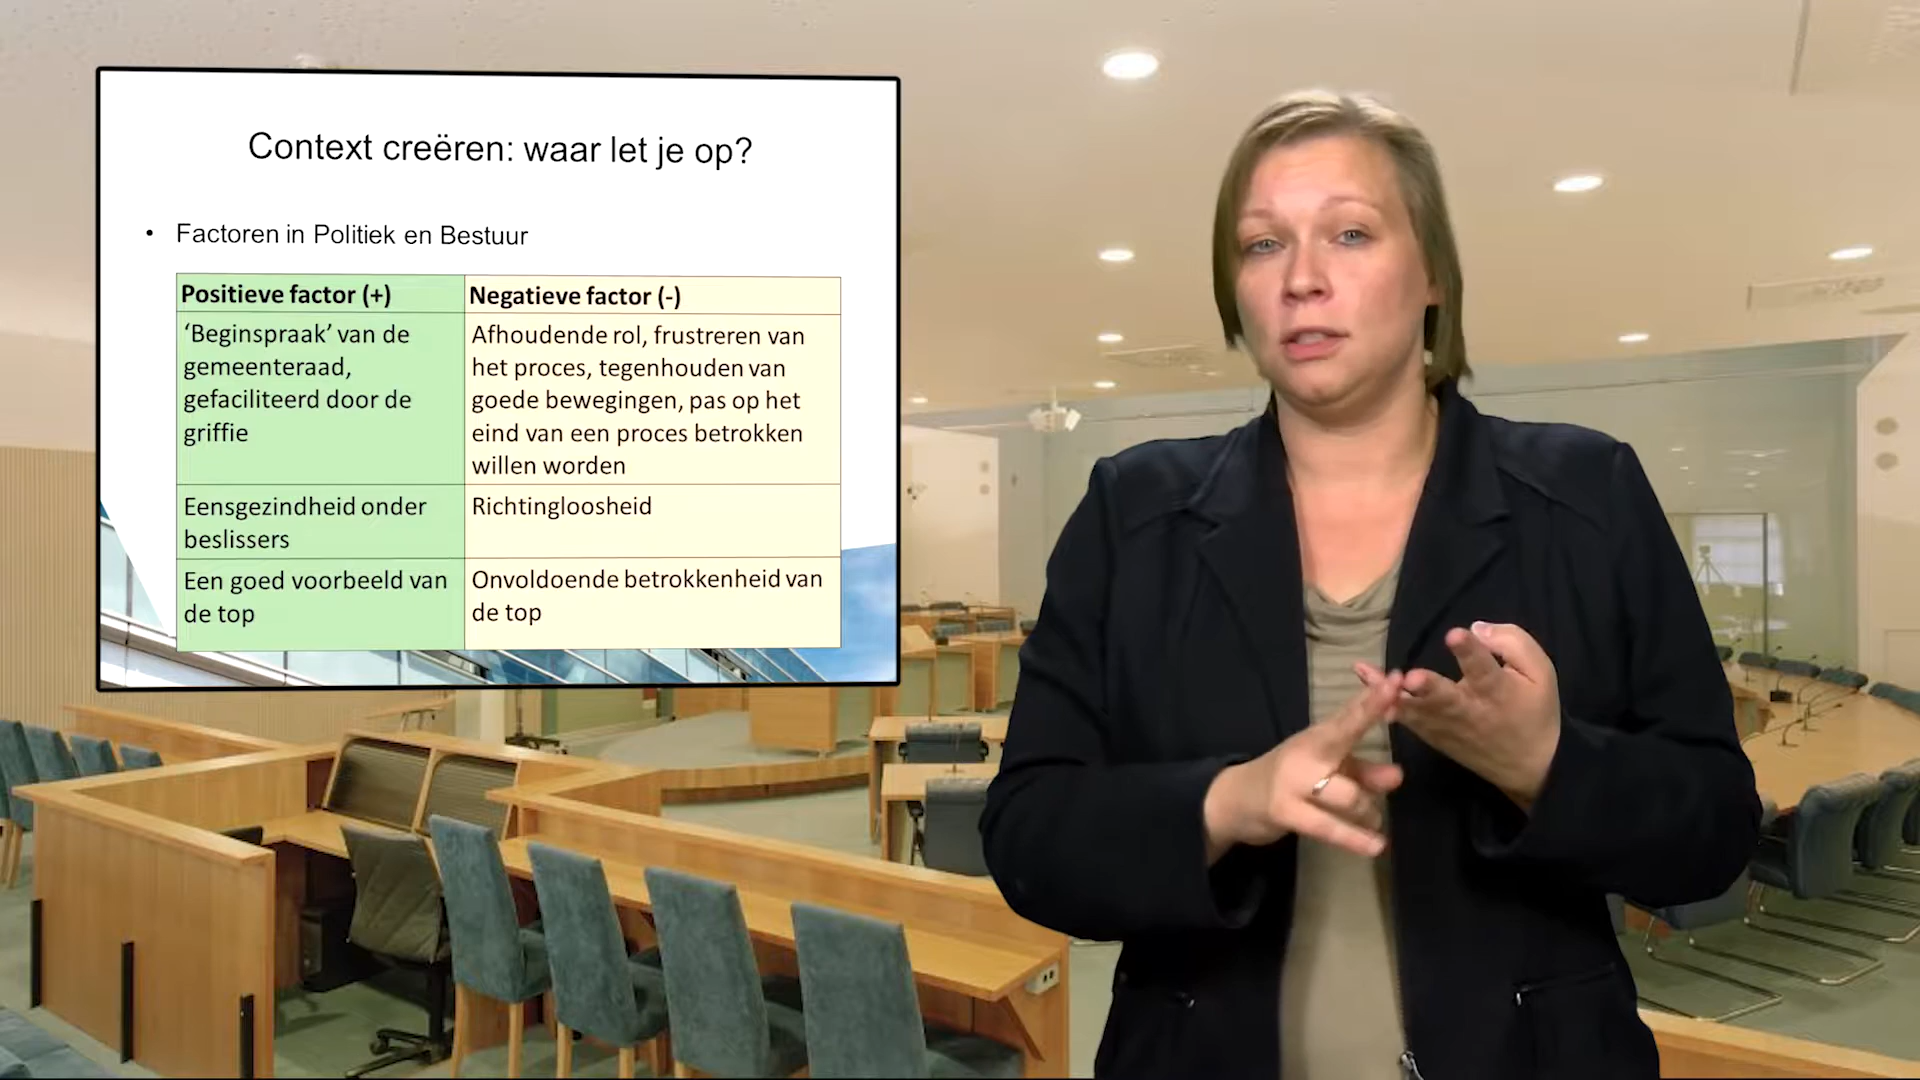 Context creëren: waar let je op?
• Factoren in Politiek en Bestuur
Positieve factor (+)
Negatieve factor (-)
‘Beginspraak’ van de
gemeenteraad,
gefaciliteerd door de
griffie
Afhoudende rol, frustreren van
het proces, tegenhouden van
goede bewegingen, pas op het
eind van een proces betrokken
willen worden
Eensgezindheid onder
beslissers
Richtingloosheid
Een goed voorbeeld van
de top
Onvoldoende betrokkenheid van
de top